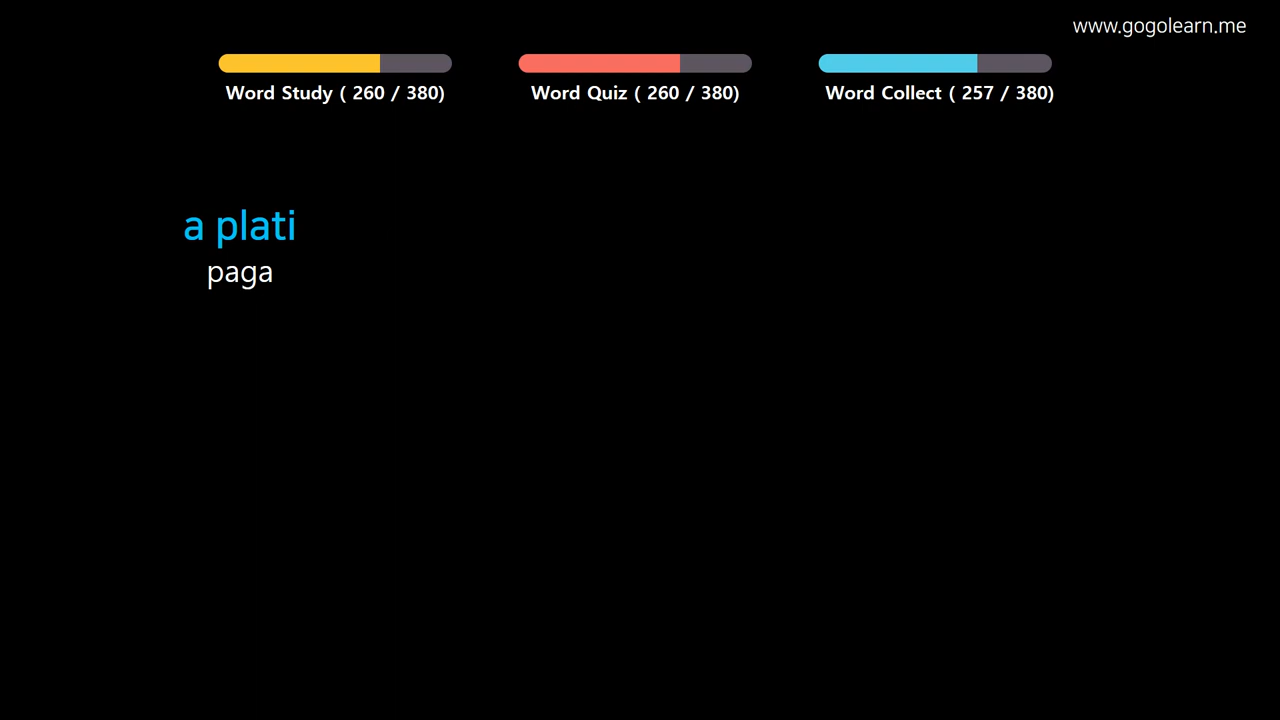 www.gogolearn.me
Word Study ( 260 / 380)
Word Quiz ( 260 / 380)
Word Collect ( 257 / 380)
a plati
paga